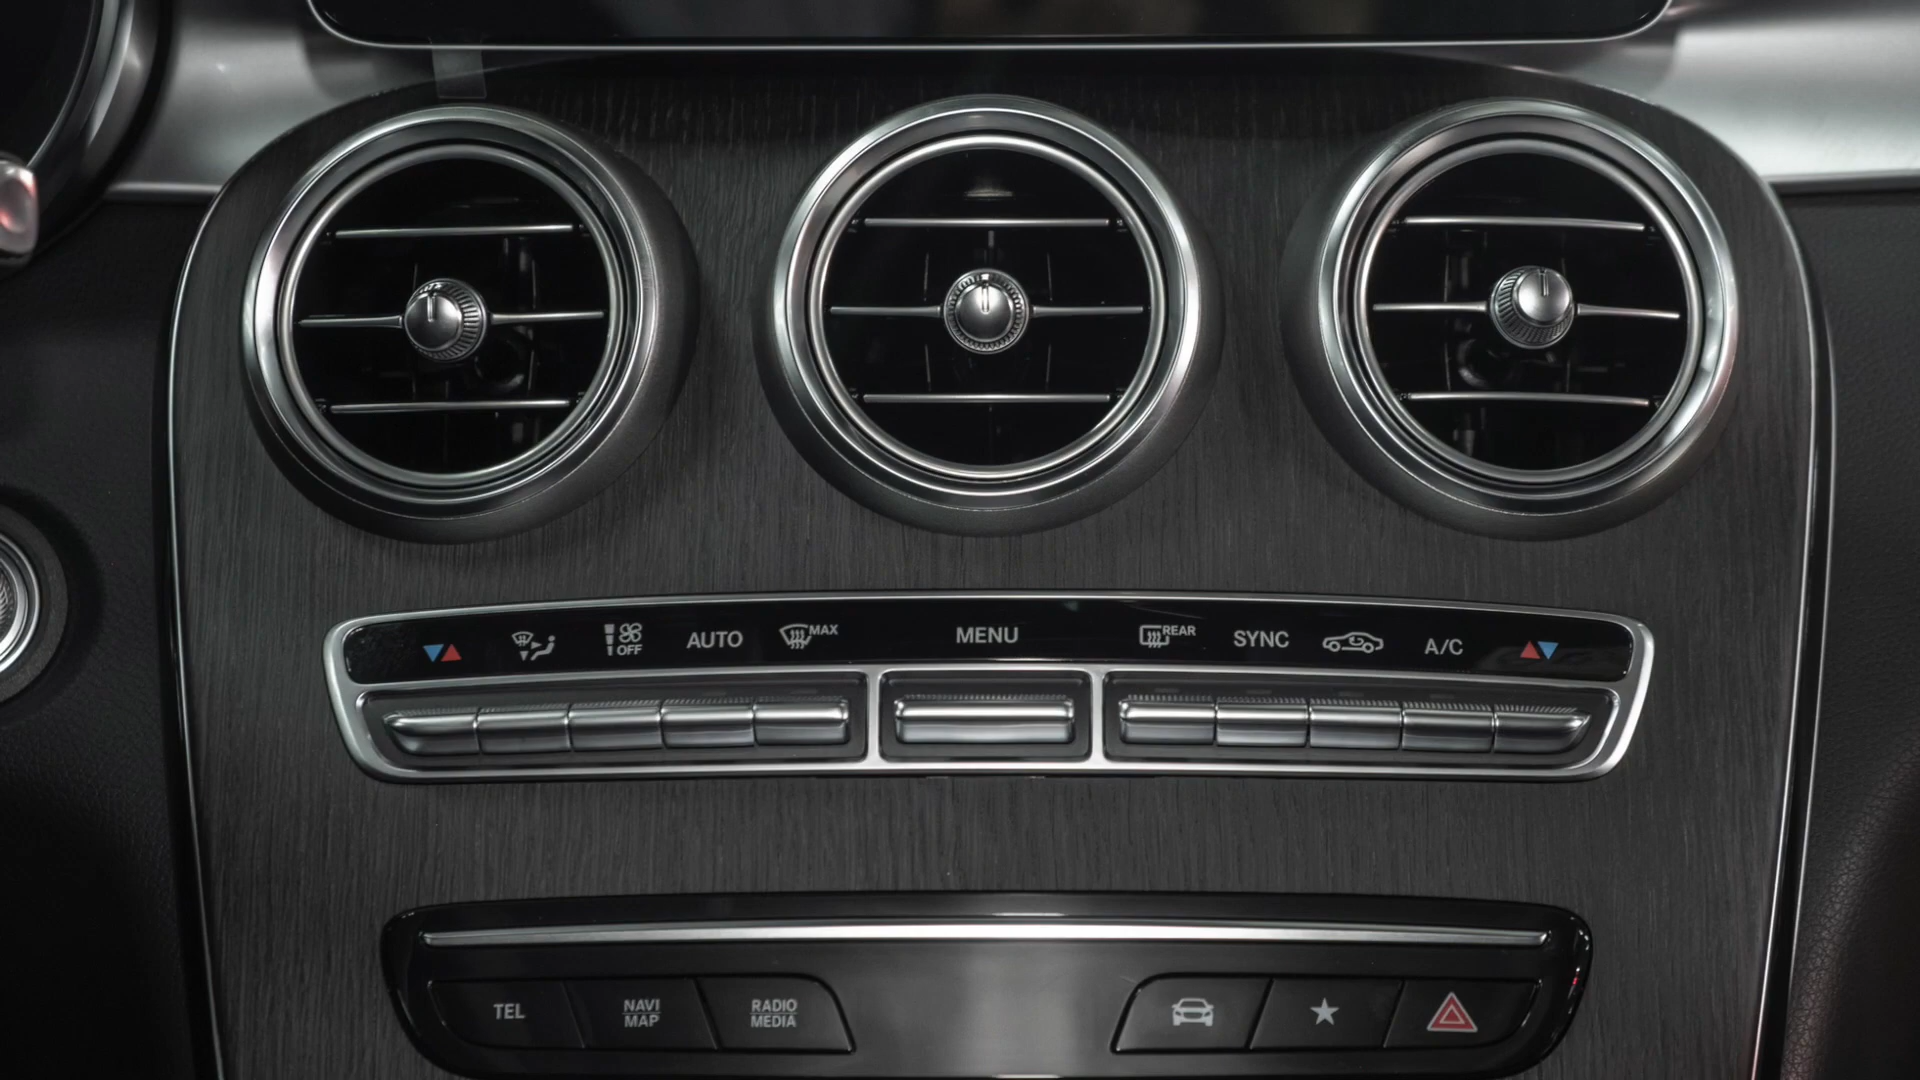 OFF
AUTO
MAX
MENU
REAR
SYNC
A/C
TEL
NAVI
MAP
RADIO
MEDIA